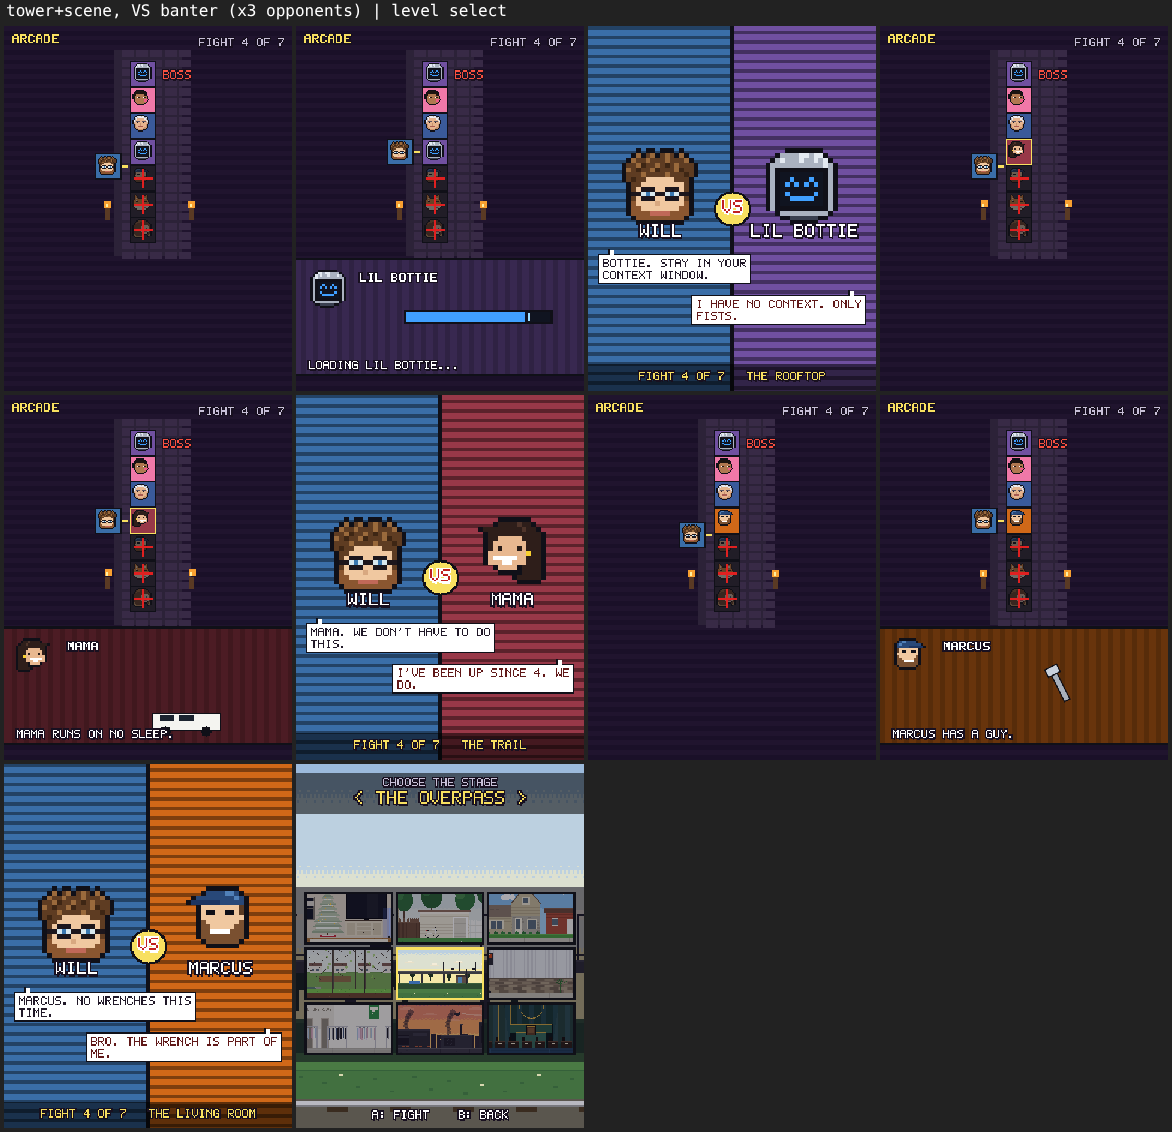 tower+scene, VS banter (x3 opponents) | level select
ARCADE
FIGHT 4 OF 7
BOSS
ARCADE
FIGHT 4 OF 7
BOSS
LIL BOTTIE
LOADING LIL BOTTIE...
VS
WILL
LIL BOTTIE
BOTTIE. STAY IN YOUR
CONTEXT WINDOW.
I HAVE NO CONTEXT. ONLY
FISTS.
FIGHT 4 OF 7
THE ROOFTOP
ARCADE
FIGHT 4 OF 7
BOSS
ARCADE
FIGHT 4 OF 7
BOSS
MAMA
MAMA RUNS ON NO SLEEP.
VS
WILL
MAMA
MAMA. WE DON'T HAVE TO DO
THIS.
I'VE BEEN UP SINCE 4. WE
DO.
FIGHT 4 OF 7
THE TRAIL
ARCADE
FIGHT 4 OF 7
BOSS
ARCADE
FIGHT 4 OF 7
BOSS
MARCUS
MARCUS HAS A GUY.
VS
WILL
MARCUS
MARCUS. NO WRENCHES THIS
TIME.
BRO. THE WRENCH IS PART OF
ME.
FIGHT 4 OF 7
THE LIVING ROOM
CHOOSE THE STAGE
< THE OVERPASS >
A: FIGHT
B: BACK